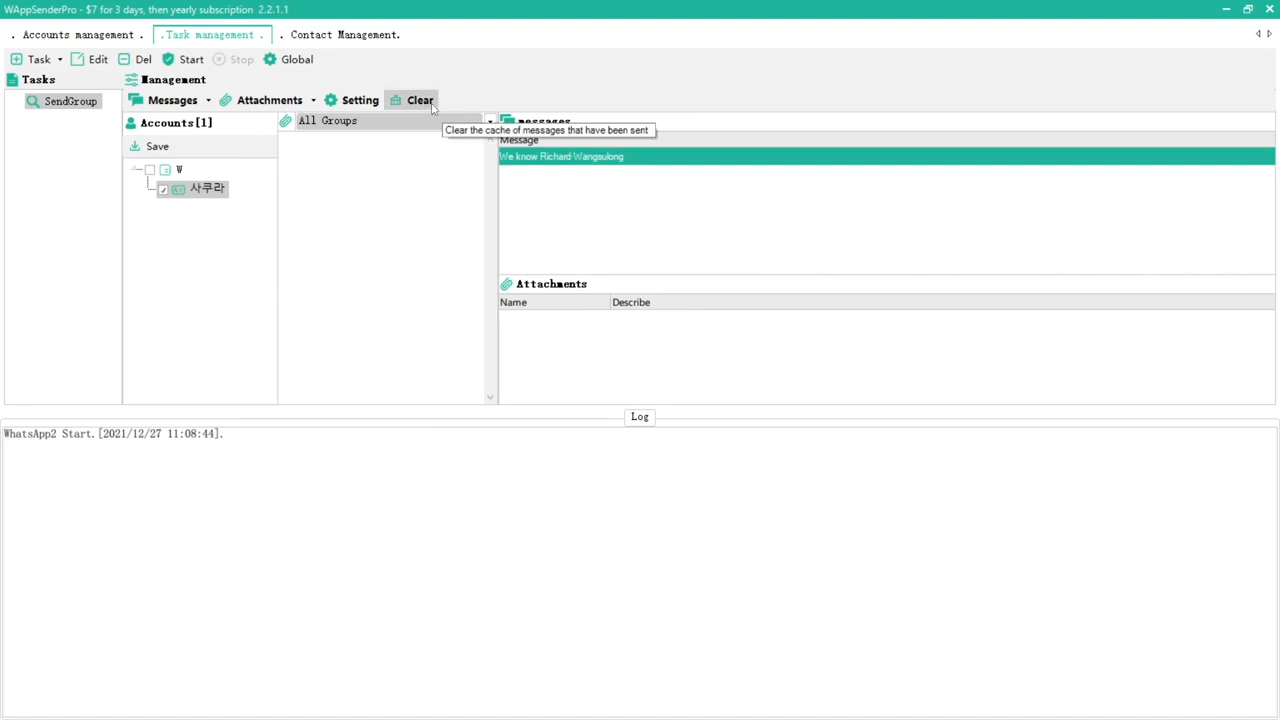 WAppSenderPro - $7 for 3 days, then yearly subscription 2.2.1.1
. Accounts management . .Task management . . Contact Management.
Task Edit Del Start Stop Global
Tasks
Management
SendGroup
Messages Attachments Setting Clear
Accounts[1]
All Groups
messages
Clear the cache of messages that have been sent
Message
Save
We know Richard·Wangsulong
W
사쿠라
Attachments
Name Describe
Log
WhatsApp2 Start.[2021/12/27 11:08:44].